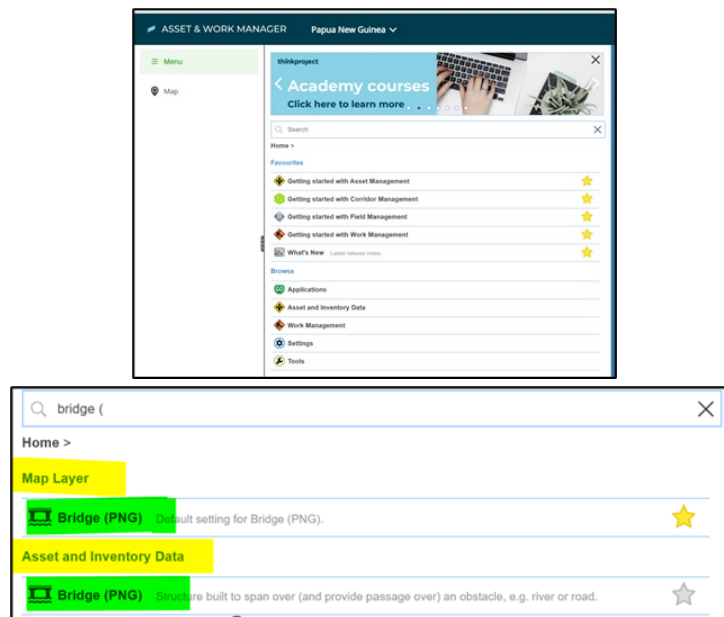 ASSET & WORK MANAGER Papua New Guinea
Menu
Map
thinkproject
Academy courses
Click here to learn more
Search
Home >
Favourites
Getting started with Asset Management
Getting started with Corridor Management
Getting started with Field Management
Getting started with Work Management
What's New Latest release notes.
Browse
Applications
Asset and Inventory Data
Work Management
Settings
Tools
bridge (
Home >
Map Layer
Bridge (PNG) Default setting for Bridge (PNG).
Asset and Inventory Data
Bridge (PNG) Structure built to span over (and provide passage over) an obstacle, e.g. river or road.